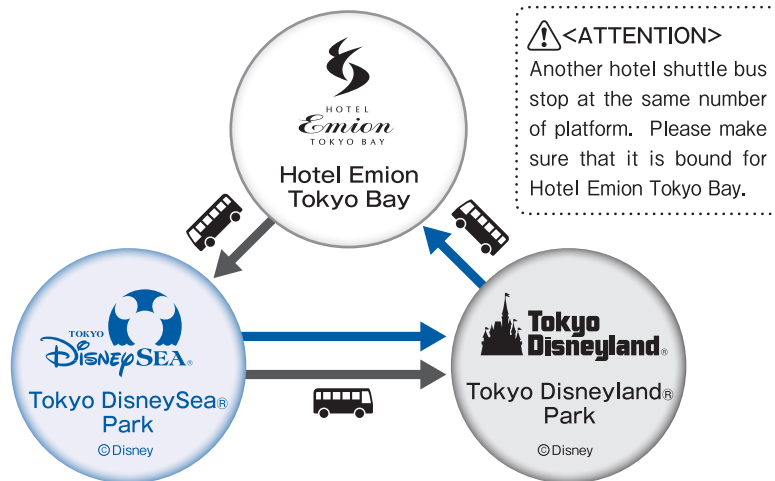 <ATTENTION>
Another hotel shuttle bus
stop at the same number
of platform. Please make
sure that it is bound for
Hotel Emion Tokyo Bay.
HOTEL
Emion
TOKYO BAY
Hotel Emion
Tokyo Bay
TOKYO
DISNEYSEA®
Tokyo DisneySea®
Park
©Disney
Tokyo
Disneyland®
Tokyo Disneyland®
Park
©Disney